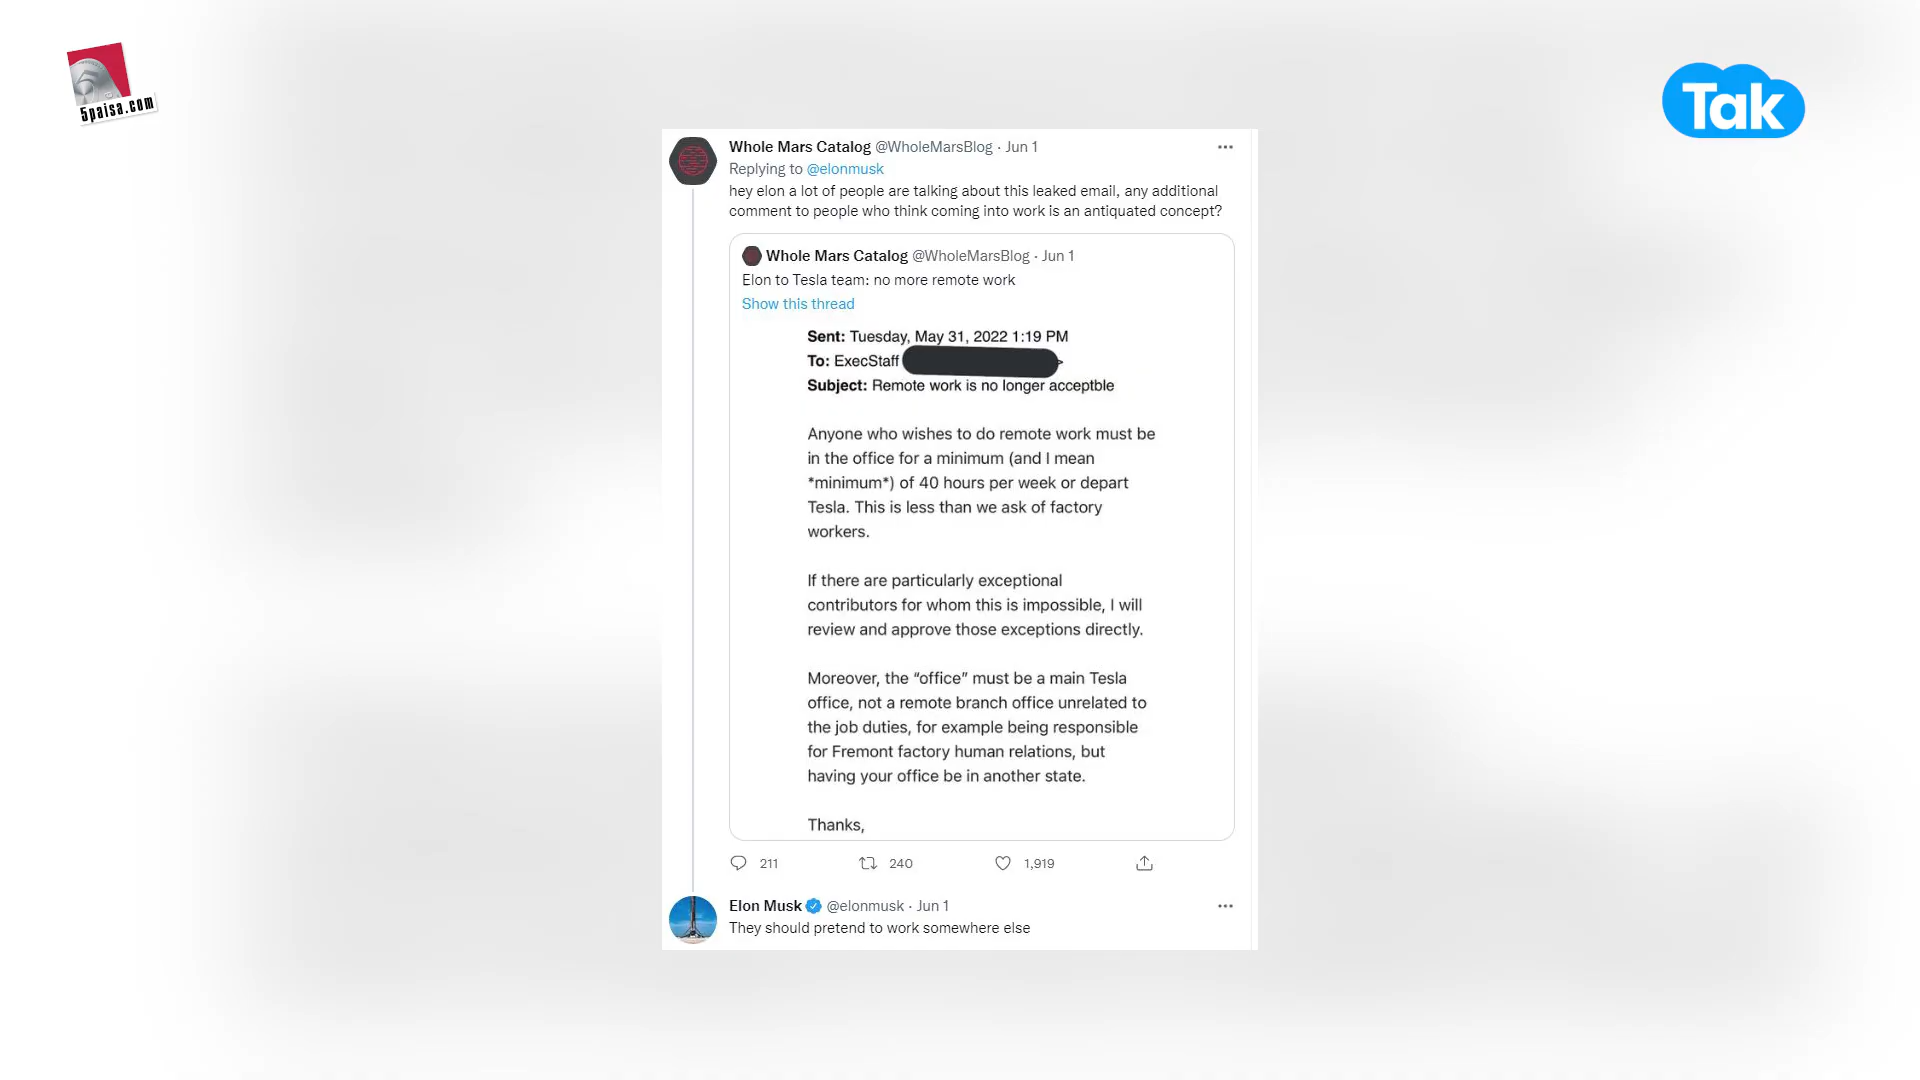 5paisa.com
Tak
Whole Mars Catalog @WholeMarsBlog · Jun 1
Replying to @elonmusk
hey elon a lot of people are talking about this leaked email, any additional
comment to people who think coming into work is an antiquated concept?
Whole Mars Catalog @WholeMarsBlog · Jun 1
Elon to Tesla team: no more remote work
Show this thread
Sent: Tuesday, May 31, 2022 1:19 PM
To: ExecStaff
Subject: Remote work is no longer acceptble
Anyone who wishes to do remote work must be
in the office for a minimum (and I mean
*minimum*) of 40 hours per week or depart
Tesla. This is less than we ask of factory
workers.
If there are particularly exceptional
contributors for whom this is impossible, I will
review and approve those exceptions directly.
Moreover, the “office” must be a main Tesla
office, not a remote branch office unrelated to
the job duties, for example being responsible
for Fremont factory human relations, but
having your office be in another state.
Thanks,
211 240 1,919
Elon Musk @elonmusk · Jun 1
They should pretend to work somewhere else